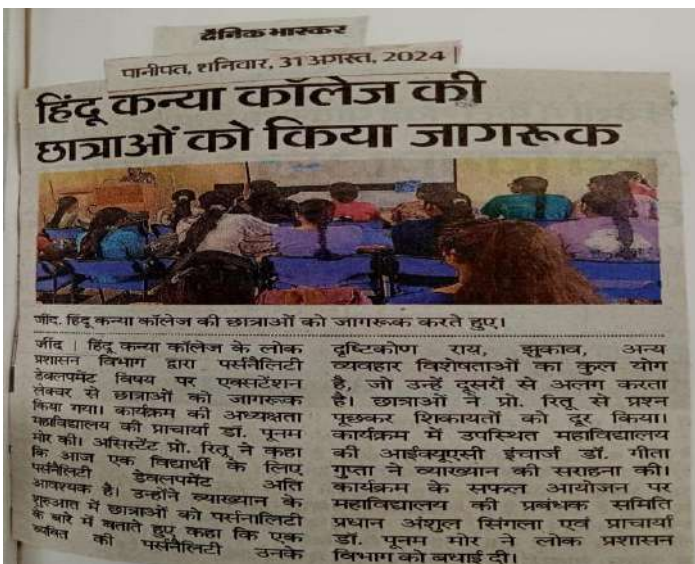 दैनिक भास्कर
पानीपत, शनिवार, 31 अगस्त, 2024
हिंदू कन्या कॉलेज की
छात्राओं को किया जागरूक
जींद. हिंदू कन्या कॉलेज की छात्राओं को जागरूक करते हुए।
जींद | हिंदू कन्या कॉलेज के लोक
प्रशासन विभाग द्वारा पर्सनैलिटी
डेवलपमेंट विषय पर एक्सटेंशन
लेक्चर से छात्राओं को जागरूक
किया गया। कार्यक्रम की अध्यक्षता
महाविद्यालय की प्राचार्या डॉ. पूनम
मोर की। असिस्टेंट प्रो. रितू ने कहा
कि आज एक विद्यार्थी के लिए
पर्सनैलिटी डेवलपमेंट अति
आवश्यक है। उन्होंने व्याख्यान के
शुरुआत में छात्राओं को पर्सनालिटी
के बारे में बताते हुए कहा कि एक
व्यक्ति की पर्सनैलिटी उनके
दृष्टिकोण राय, झुकाव, अन्य
व्यवहार विशेषताओं का कुल योग
है, जो उन्हें दूसरों से अलग करता
है। छात्राओं ने प्रो. रितू से प्रश्न
पूछकर शिकायतों को दूर किया।
कार्यक्रम में उपस्थित महाविद्यालय
की आईक्यूएसी इंचार्ज डॉ. गीता
गुप्ता ने व्याख्यान की सराहना की।
कार्यक्रम के सफल आयोजन पर
महाविद्यालय की प्रबंधक समिति
प्रधान अंशुल सिंगला एवं प्राचार्या
डॉ. पूनम मोर ने लोक प्रशासन
विभाग को बधाई दी।